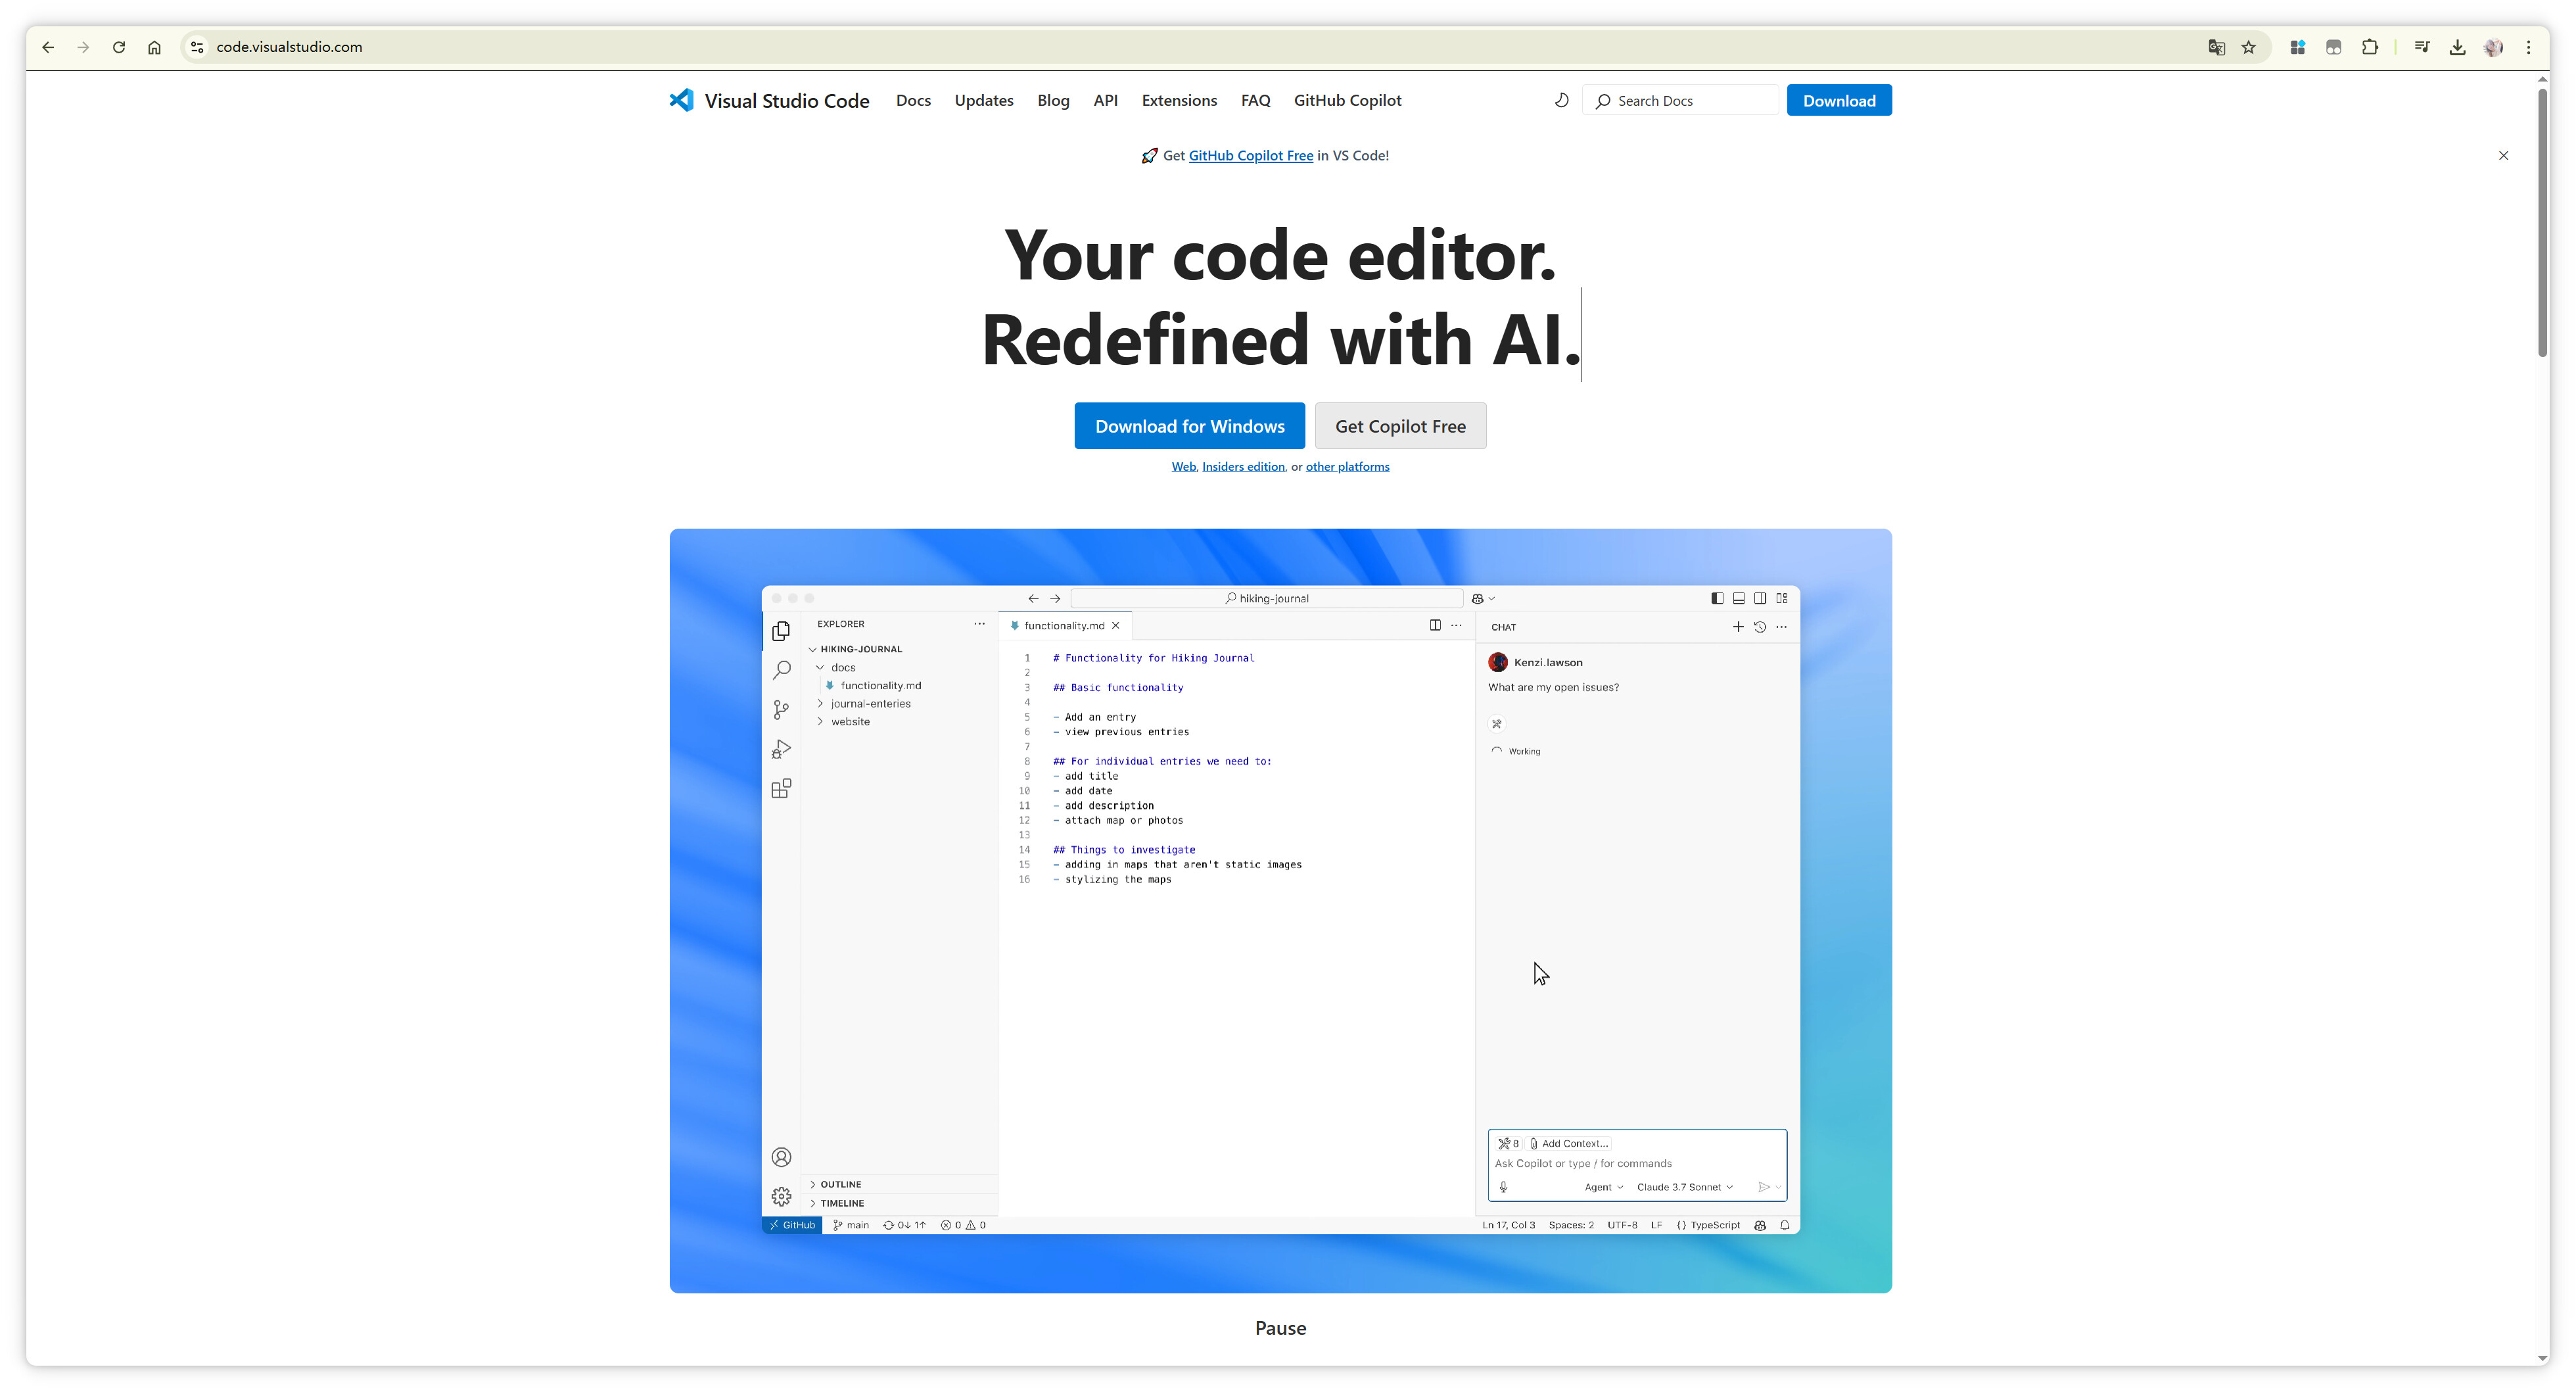 code.visualstudio.com
Visual Studio Code Docs Updates Blog API Extensions FAQ GitHub Copilot Search Docs Download
🚀 Get GitHub Copilot Free in VS Code!
Your code editor.
Redefined with AI.
Download for Windows Get Copilot Free
Web, Insiders edition, or other platforms
hiking-journal
EXPLORER
HIKING-JOURNAL
docs
functionality.md
journal-enteries
website
OUTLINE
TIMELINE
functionality.md
1 # Functionality for Hiking Journal
2
3 ## Basic functionality
4
5 - Add an entry
6 - view previous entries
7
8 ## For individual entries we need to:
9 - add title
10 - add date
11 - add description
12 - attach map or photos
13
14 ## Things to investigate
15 - adding in maps that aren't static images
16 - stylizing the maps
CHAT
Kenzi.lawson
What are my open issues?
Working
8 Add Context...
Ask Copilot or type / for commands
Agent Claude 3.7 Sonnet
GitHub main 0↓ 1↑ 0 0 Ln 17, Col 3 Spaces: 2 UTF-8 LF {} TypeScript
Pause